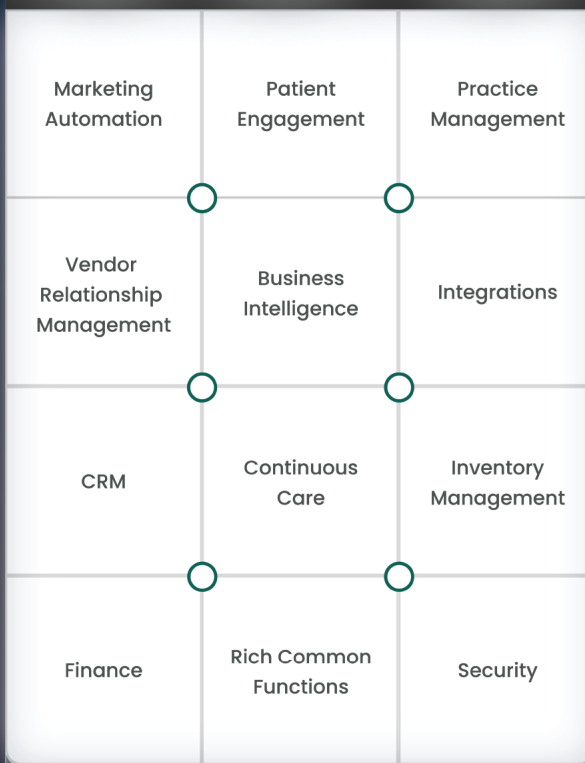 Marketing
Automation
Patient
Engagement
Practice
Management
Vendor
Relationship
Management
Business
Intelligence
Integrations
CRM
Continuous
Care
Inventory
Management
Finance
Rich Common
Functions
Security